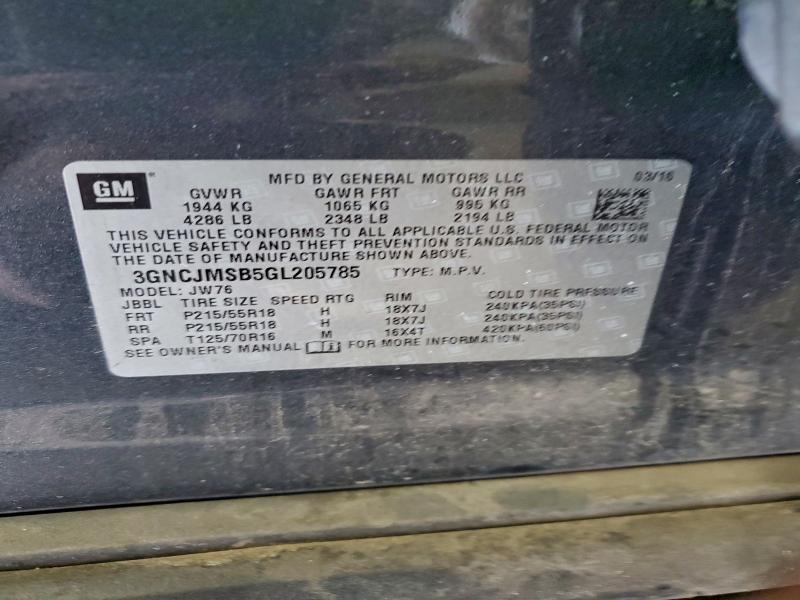 GM ® MFD BY GENERAL MOTORS LLC 03/16
GVWR GAWR FRT GAWR RR
1944 KG 1065 KG 995 KG
4286 LB 2348 LB 2194 LB
THIS VEHICLE CONFORMS TO ALL APPLICABLE U.S. FEDERAL MOTOR
VEHICLE SAFETY AND THEFT PREVENTION STANDARDS IN EFFECT ON
THE DATE OF MANUFACTURE SHOWN ABOVE.
3GNCJMSB5GL205785 TYPE: M.P.V.
MODEL: JW76
JBBL TIRE SIZE SPEED RTG RIM COLD TIRE PRESSURE
FRT P215/55R18 H 18X7J 240KPA(35PSI)
RR P215/55R18 H 18X7J 240KPA(35PSI)
SPA T125/70R16 M 16X4T 420KPA(60PSI)
SEE OWNER'S MANUAL FOR MORE INFORMATION.